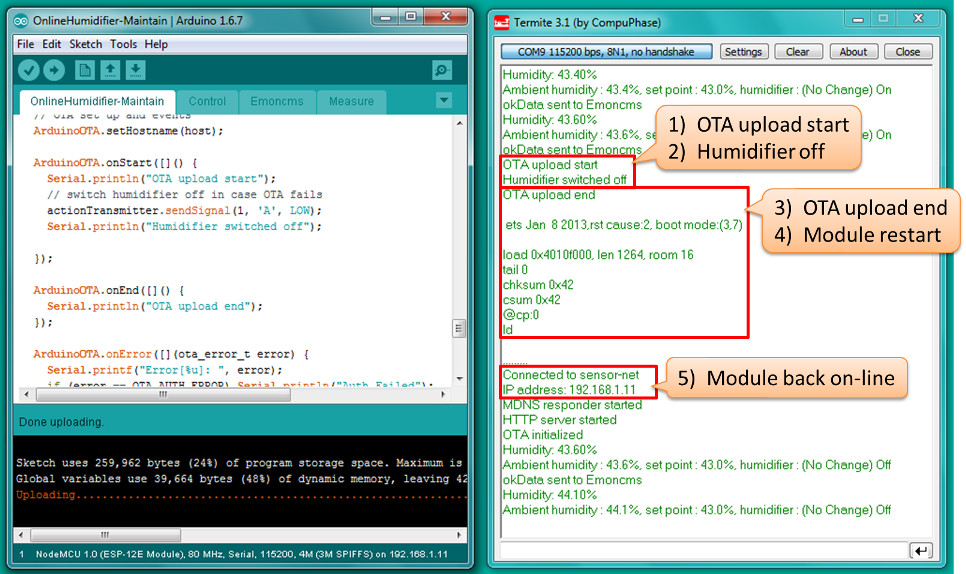 OnlineHumidifier-Maintain | Arduino 1.6.7
File Edit Sketch Tools Help
OnlineHumidifier-Maintain Control Emoncms Measure
// OTA set up and events
ArduinoOTA.setHostname(host);
ArduinoOTA.onStart([]() {
Serial.println("OTA upload start");
// switch humidifier off in case OTA fails
actionTransmitter.sendSignal(1, 'A', LOW);
Serial.println("Humidifier switched off");
});
ArduinoOTA.onEnd([]() {
Serial.println("OTA upload end");
});
ArduinoOTA.onError([](ota_error_t error) {
Serial.printf("Error[%u]: ", error);
if (error == OTA_AUTH_ERROR) Serial.println("Auth Failed");
Done uploading.
Sketch uses 259,962 bytes (24%) of program storage space. Maximum is
Global variables use 39,664 bytes (48%) of dynamic memory, leaving 42
Uploading............................................................
1 NodeMCU 1.0 (ESP-12E Module), 80 MHz, Serial, 115200, 4M (3M SPIFFS) on 192.168.1.11
Termite 3.1 (by CompuPhase)
COM9 115200 bps, 8N1, no handshake Settings Clear About Close
Humidity: 43.40%
Ambient humidity : 43.4%, set point : 43.0%, humidifier : (No Change) On
okData sent to Emoncms
Humidity: 43.60%
Ambient humidity : 43.6%, se e) On
okData sent to Emoncms
OTA upload start
Humidifier switched off
OTA upload end
ets Jan 8 2013,rst cause:2, boot mode:(3,7)
load 0x4010f000, len 1264, room 16
tail 0
chksum 0x42
csum 0x42
@cp:0
ld
.........
Connected to sensor-net
IP address: 192.168.1.11
MDNS responder started
HTTP server started
OTA initialized
Humidity: 43.60%
Ambient humidity : 43.6%, set point : 43.0%, humidifier : (No Change) Off
okData sent to Emoncms
Humidity: 44.10%
Ambient humidity : 44.1%, set point : 43.0%, humidifier : (No Change) Off
1) OTA upload start
2) Humidifier off
3) OTA upload end
4) Module restart
5) Module back on-line